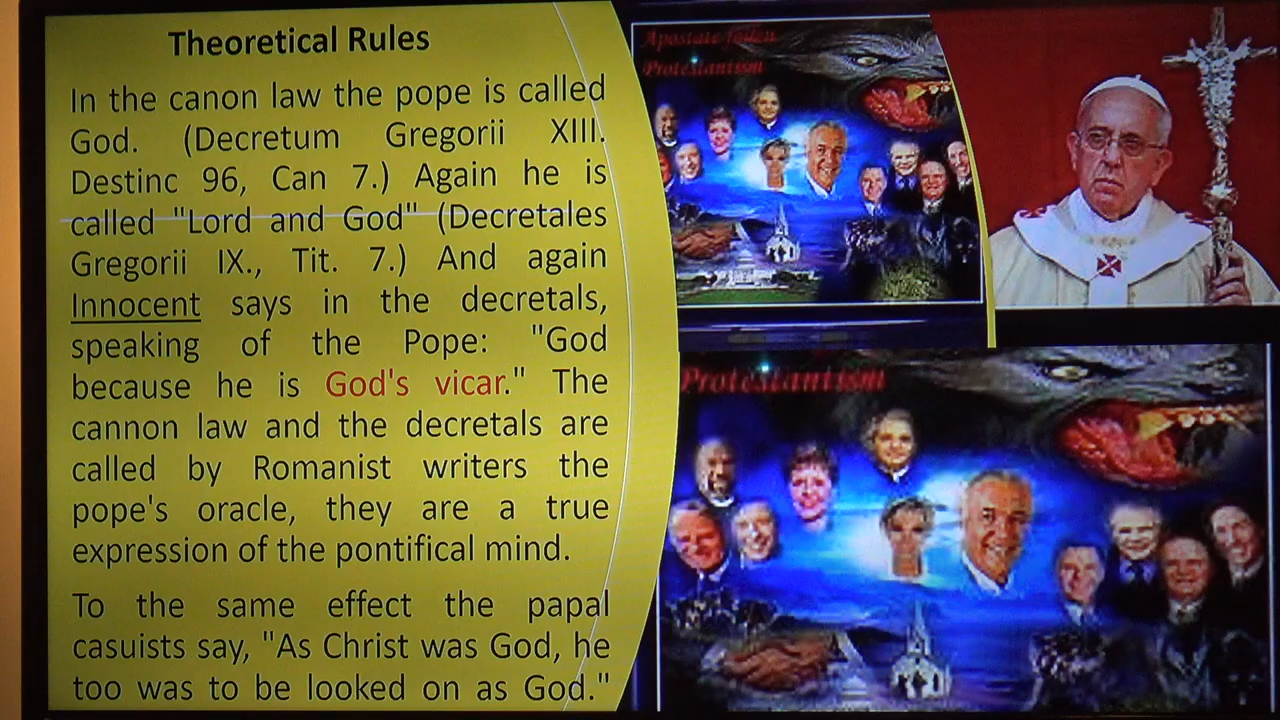 Theoretical Rules
In the canon law the pope is called
God. (Decretum Gregorii XIII.
Destinc 96, Can 7.) Again he is
called "Lord and God" (Decretales
Gregorii IX., Tit. 7.) And again
Innocent says in the decretals,
speaking of the Pope: "God
because he is God's vicar." The
cannon law and the decretals are
called by Romanist writers the
pope's oracle, they are a true
expression of the pontifical mind.
To the same effect the papal
casuists say, "As Christ was God, he
too was to be looked on as God."
Apostate fallen
Protestantism
Protestantism